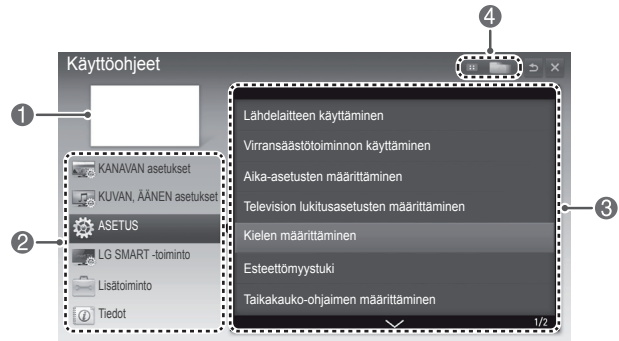 4
Käyttöohjeet
1
KANAVAN asetukset
KUVAN, ÄÄNEN asetukset
ASETUS
LG SMART -toiminto
Lisätoiminto
Tiedot
2
Lähdelaitteen käyttäminen
Virransäästötoiminnon käyttäminen
Aika-asetusten määrittäminen
Television lukitusasetusten määrittäminen
Kielen määrittäminen
Esteettömyystuki
Taikakauko-ohjaimen määrittäminen
1/2
3